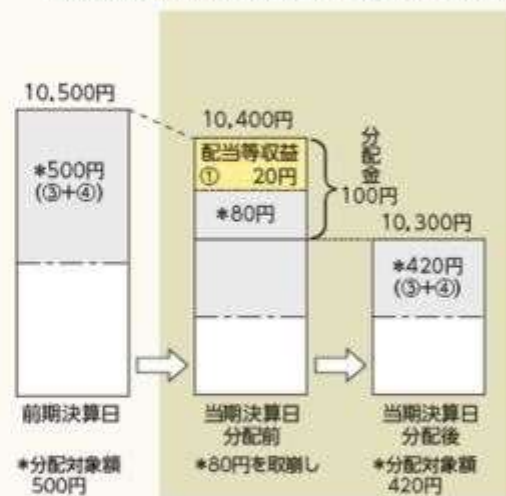 10,500円
*500円
(③+④)
10,400円
配当等収益
① 20円
*80円
分配金
100円
10,300円
*420円
(③+④)
前期決算日
当期決算日
分配前
当期決算日
分配後
*分配対象額
500円
*80円を取崩し
*分配対象額
420円